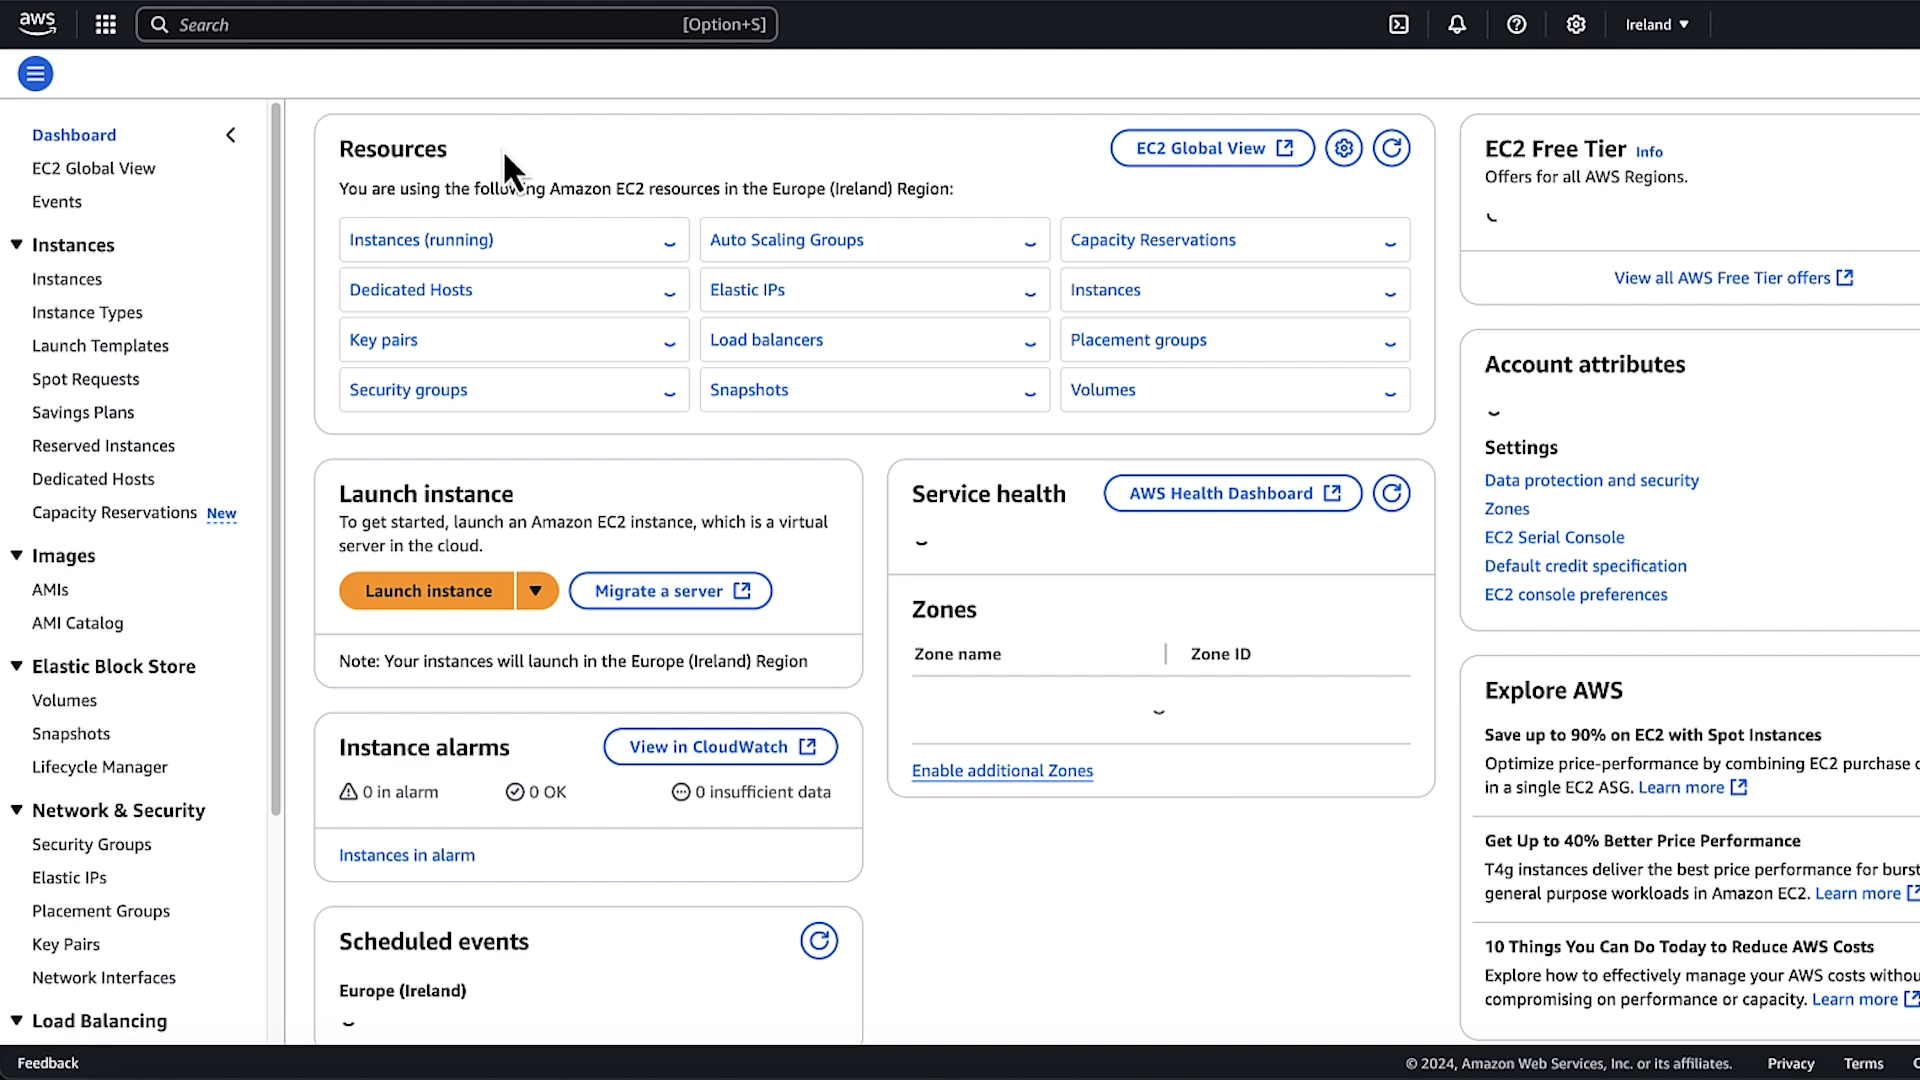 aws
Search
[Option+S]
Ireland ▼
Dashboard
EC2 Global View
Events
Instances
Instances
Instance Types
Launch Templates
Spot Requests
Savings Plans
Reserved Instances
Dedicated Hosts
Capacity Reservations New
Images
AMIs
AMI Catalog
Elastic Block Store
Volumes
Snapshots
Lifecycle Manager
Network & Security
Security Groups
Elastic IPs
Placement Groups
Key Pairs
Network Interfaces
Load Balancing
Resources
EC2 Global View
You are using the following Amazon EC2 resources in the Europe (Ireland) Region:
Instances (running)
Auto Scaling Groups
Capacity Reservations
Dedicated Hosts
Elastic IPs
Instances
Key pairs
Load balancers
Placement groups
Security groups
Snapshots
Volumes
Launch instance
To get started, launch an Amazon EC2 instance, which is a virtual
server in the cloud.
Launch instance
Migrate a server
Note: Your instances will launch in the Europe (Ireland) Region
Instance alarms
View in CloudWatch
0 in alarm
0 OK
0 insufficient data
Instances in alarm
Scheduled events
Europe (Ireland)
Service health
AWS Health Dashboard
Zones
Zone name
Zone ID
Enable additional Zones
EC2 Free Tier Info
Offers for all AWS Regions.
View all AWS Free Tier offers
Account attributes
Settings
Data protection and security
Zones
EC2 Serial Console
Default credit specification
EC2 console preferences
Explore AWS
Save up to 90% on EC2 with Spot Instances
Optimize price-performance by combining EC2 purchase
in a single EC2 ASG. Learn more
Get Up to 40% Better Price Performance
T4g instances deliver the best price performance for burst
general purpose workloads in Amazon EC2. Learn more
10 Things You Can Do Today to Reduce AWS Costs
Explore how to effectively manage your AWS costs withou
compromising on performance or capacity. Learn more
Feedback
© 2024, Amazon Web Services, Inc. or its affiliates.
Privacy
Terms